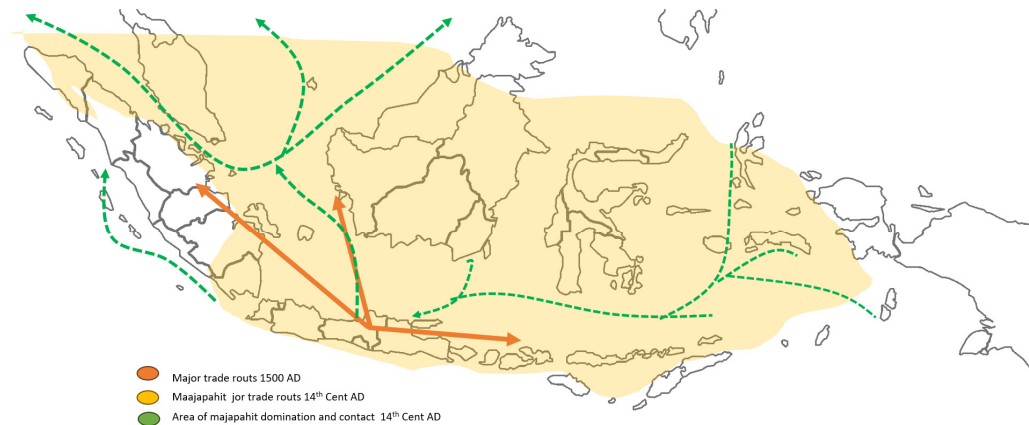 Major trade routs 1500 AD
Maajapahit jor trade routs 14th Cent AD
Area of majapahit domination and contact 14th Cent AD